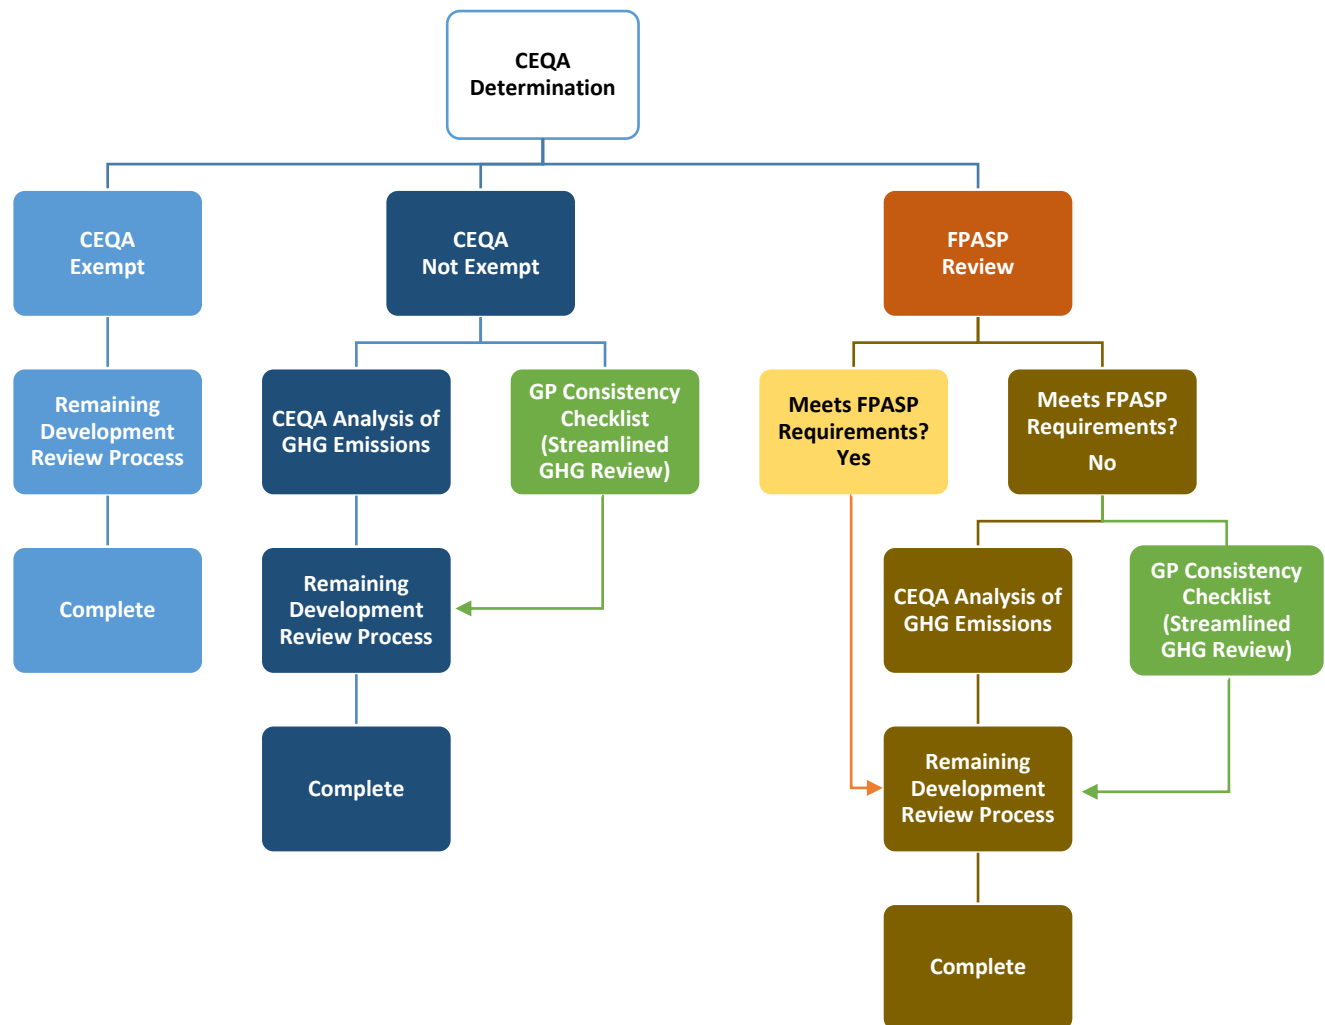 CEQA
Determination
CEQA
Exempt
CEQA
Not Exempt
FPASP
Review
Remaining
Development
Review Process
CEQA Analysis of
GHG Emissions
GP Consistency
Checklist
(Streamlined
GHG Review)
Meets FPASP
Requirements?
Yes
Meets FPASP
Requirements?
No
Complete
Remaining
Development
Review Process
CEQA Analysis of
GHG Emissions
GP Consistency
Checklist
(Streamlined
GHG Review)
Complete
Remaining
Development
Review Process
Complete